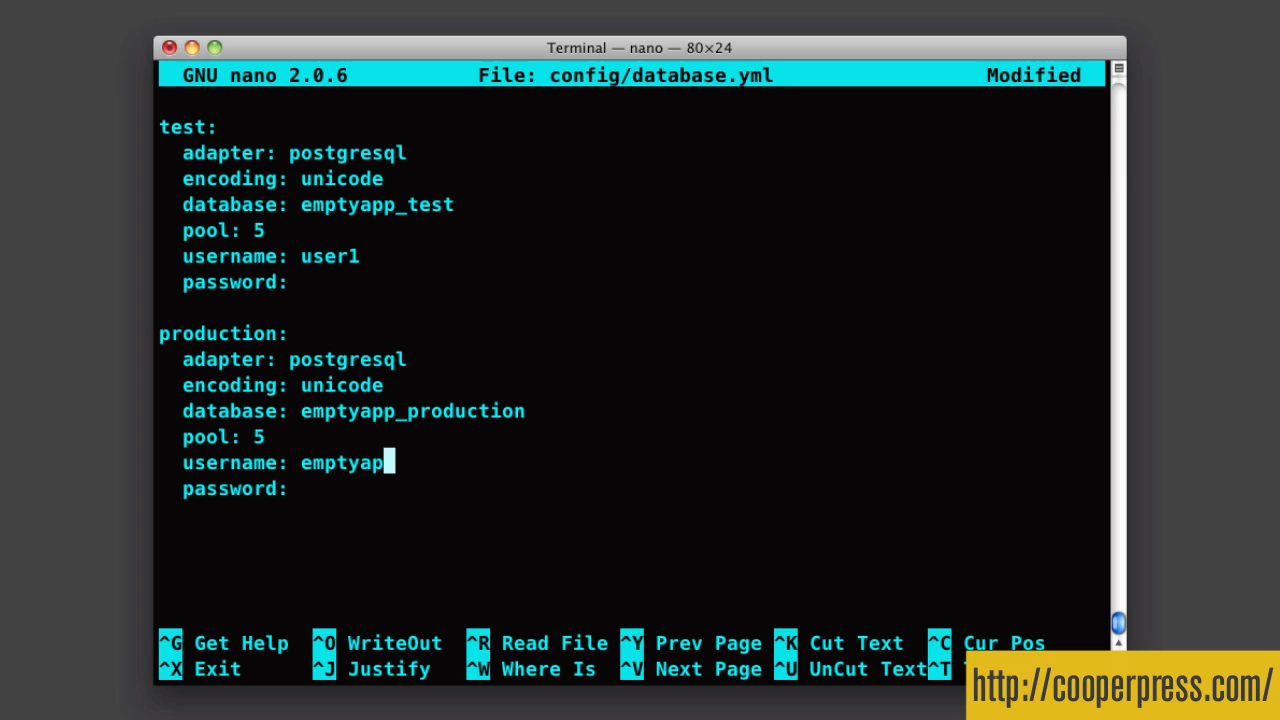 Terminal — nano — 80×24
GNU nano 2.0.6 File: config/database.yml Modified
test:
adapter: postgresql
encoding: unicode
database: emptyapp_test
pool: 5
username: user1
password:
production:
adapter: postgresql
encoding: unicode
database: emptyapp_production
pool: 5
username: emptyap
password:
^G Get Help ^O WriteOut ^R Read File ^Y Prev Page ^K Cut Text ^C Cur Pos
^X Exit ^J Justify ^W Where Is ^V Next Page ^U UnCut Text ^T
http://cooperpress.com/